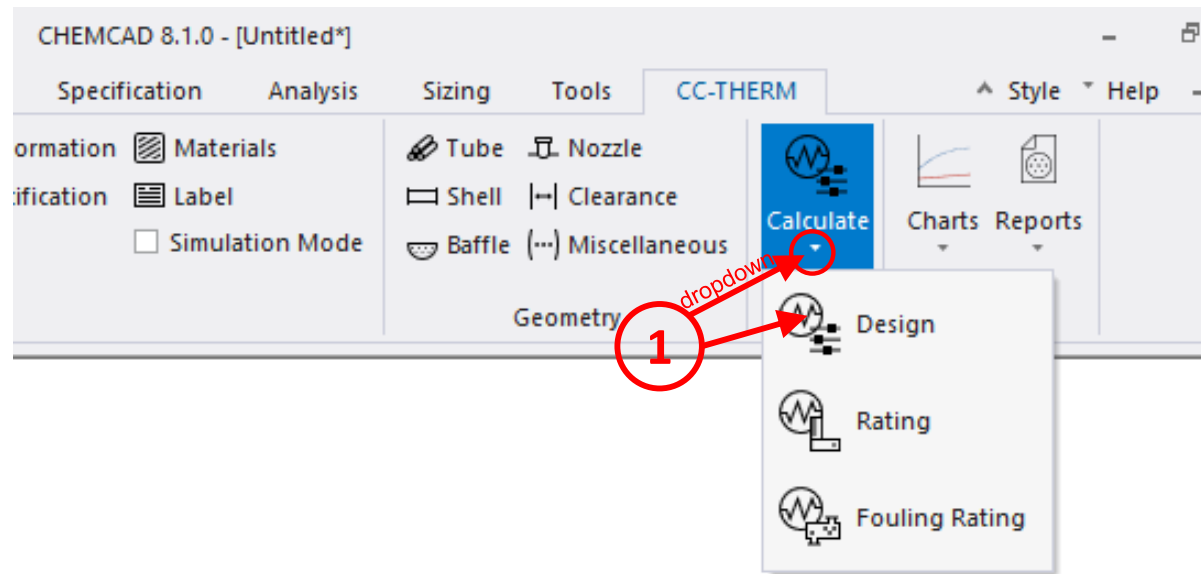 CHEMCAD 8.1.0 - [Untitled*]
Specification Analysis Sizing Tools CC-THERM Style Help
ormation Materials Tube Nozzle
ification Label Shell Clearance
Simulation Mode Baffle Miscellaneous
Calculate Charts Reports
dropdown
Geometry
1
Design
Rating
Fouling Rating